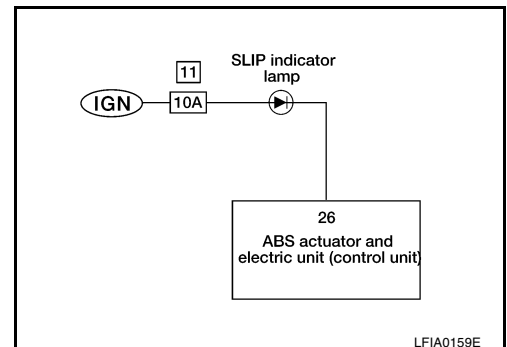 SLIP indicator
lamp
11
IGN
10A
26
ABS actuator and
electric unit (control unit)
LFIA0159E